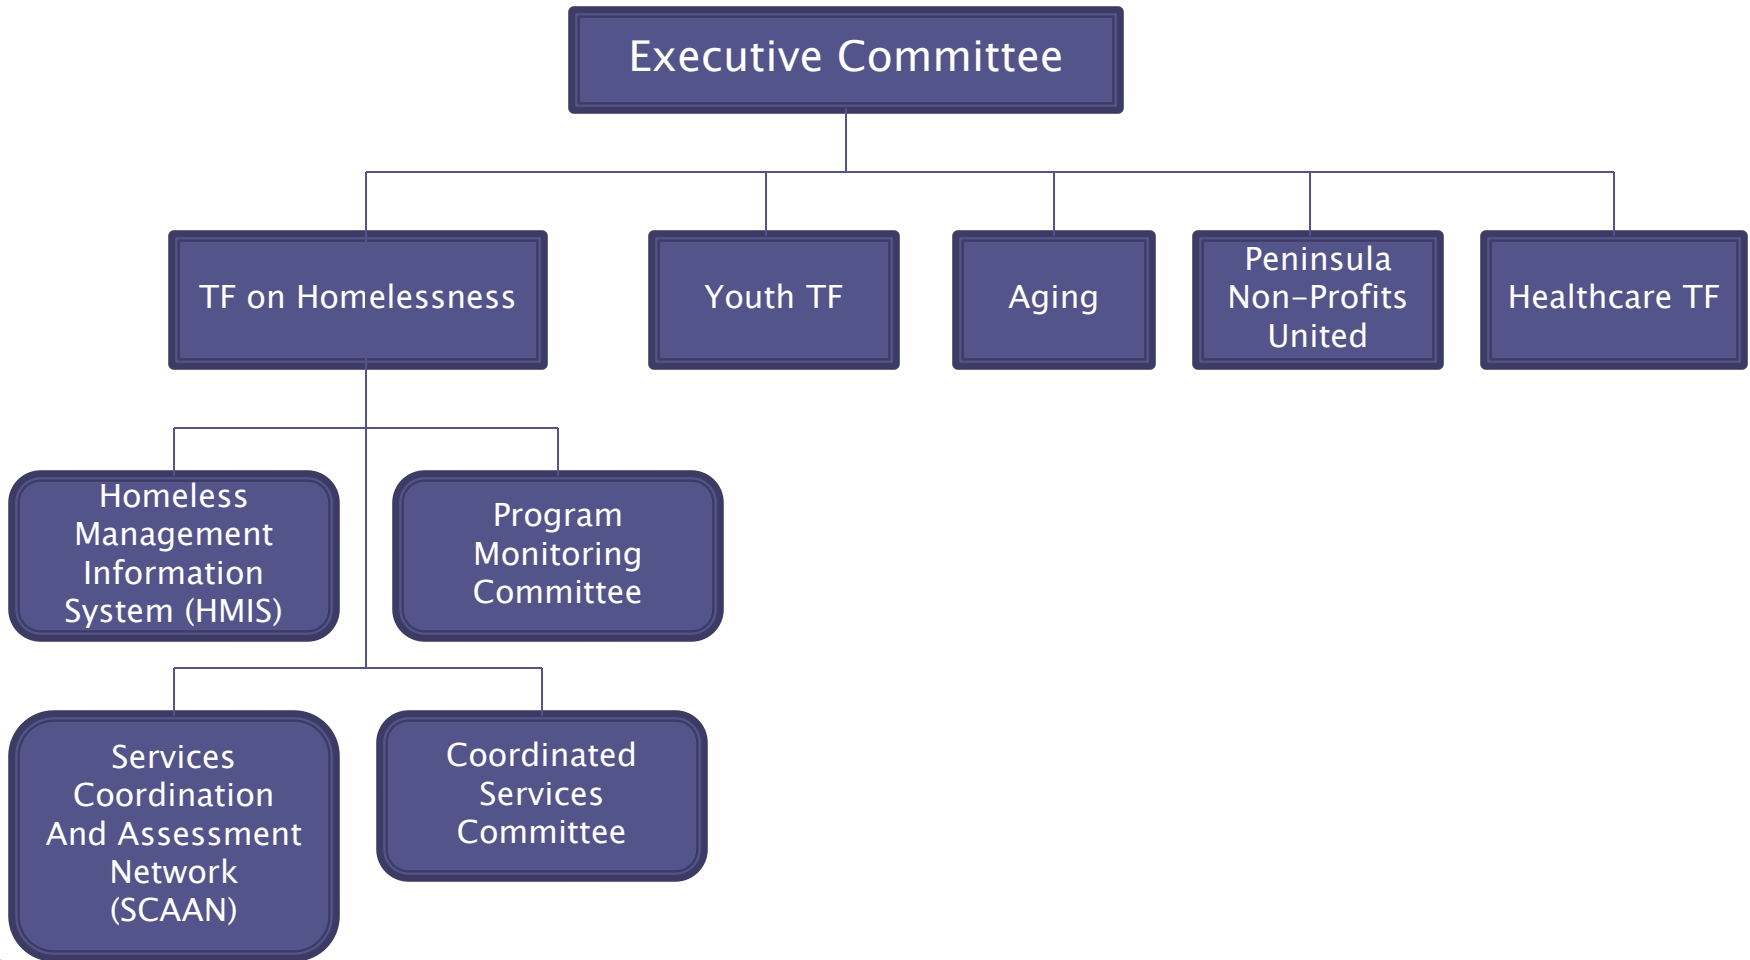 Executive Committee
TF on Homelessness
Youth TF
Aging
Peninsula
Non-Profits
United
Healthcare TF
Homeless
Management
Information
System (HMIS)
Program
Monitoring
Committee
Services
Coordination
And Assessment
Network
(SCAAN)
Coordinated
Services
Committee